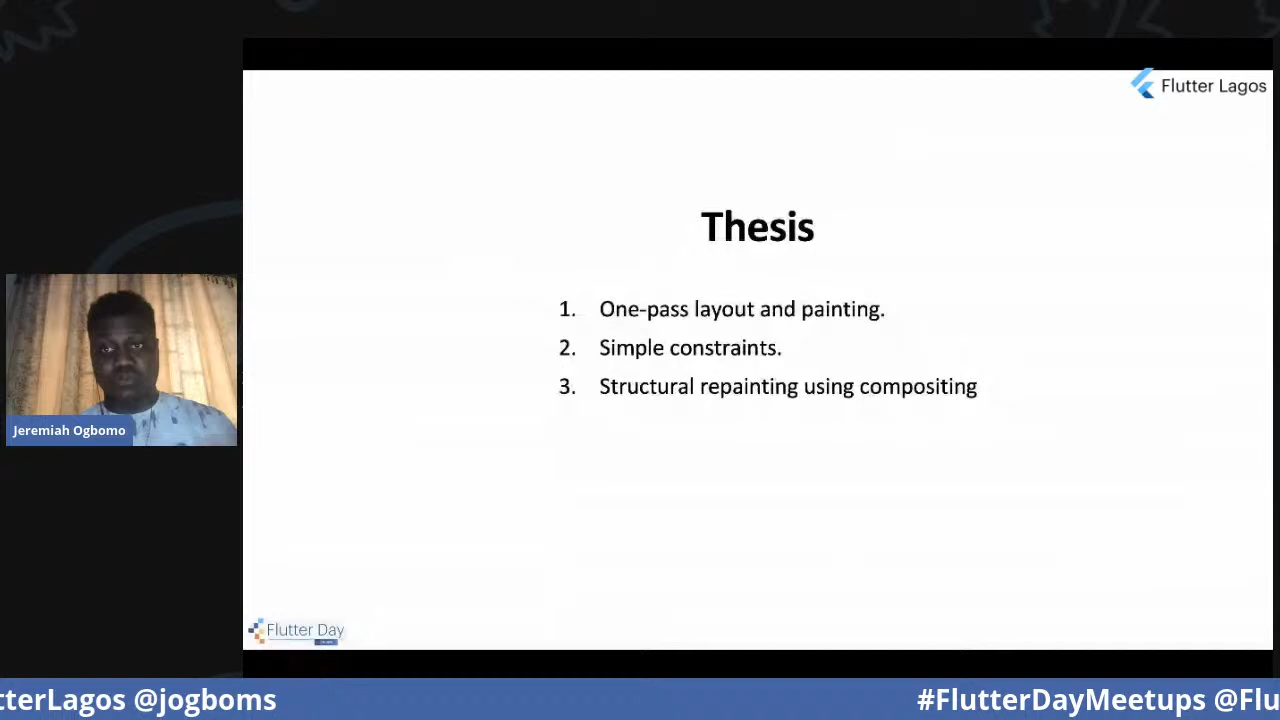 Flutter Lagos
Thesis
1. One-pass layout and painting.
2. Simple constraints.
3. Structural repainting using compositing
Jeremiah Ogbomo
Flutter Day
tterLagos @jogboms
#FlutterDayMeetups @Flu